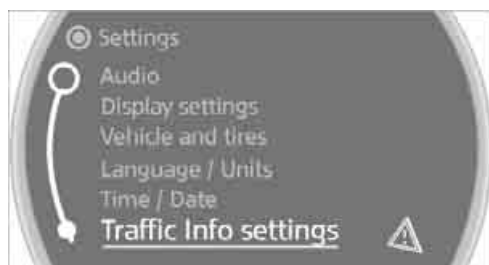 Settings
Audio
Display settings
Vehicle and tires
Language / Units
Time / Date
Traffic Info settings